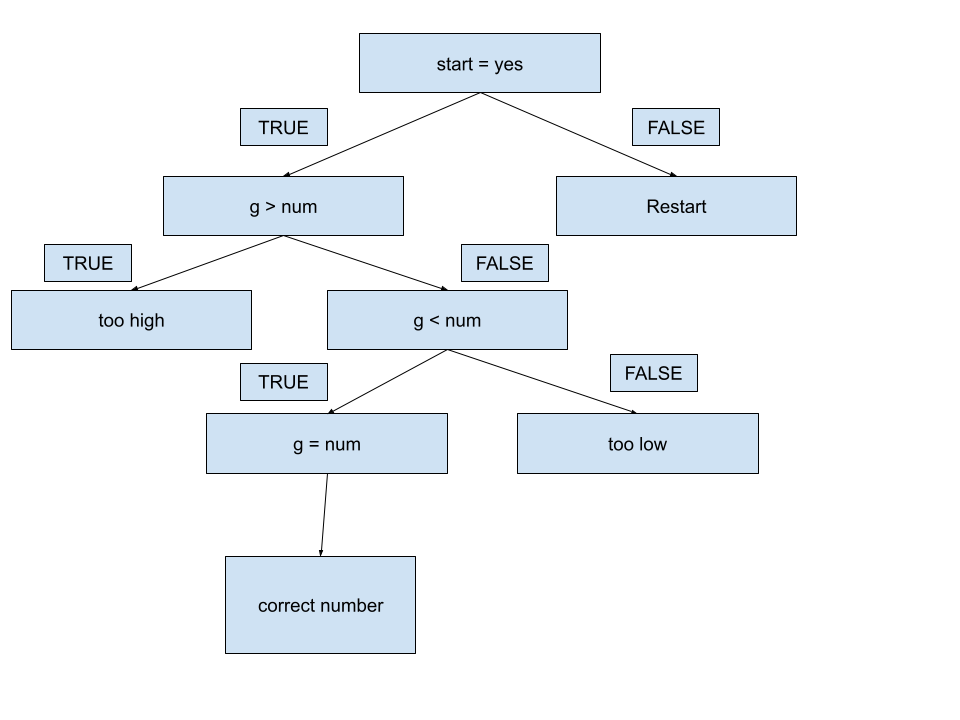 start = yes
TRUE
FALSE
g > num
Restart
TRUE
FALSE
too high
g < num
TRUE
FALSE
g = num
too low
correct number